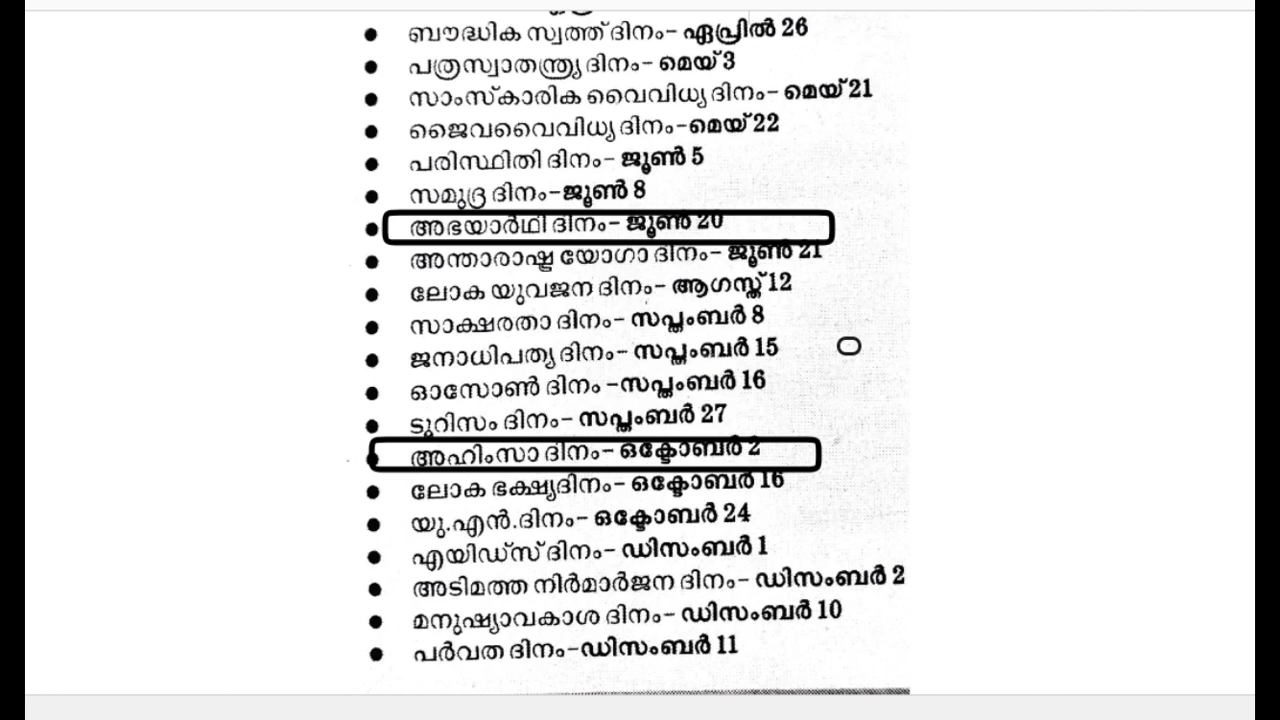 ബൗദ്ധിക സ്വത്ത് ദിനം- ഏപ്രിൽ 26
പത്രസ്വാതന്ത്ര്യ ദിനം- മെയ് 3
സാംസ്കാരിക വൈവിധ്യ ദിനം- മെയ് 21
ജൈവവൈവിധ്യ ദിനം-മെയ് 22
പരിസ്ഥിതി ദിനം- ജൂൺ 5
സമുദ്ര ദിനം-ജൂൺ 8
അഭയാർഥി ദിനം- ജൂൺ 20
അന്താരാഷ്ട്ര യോഗാ ദിനം- ജൂൺ 21
ലോക യുവജന ദിനം- ആഗസ്ത് 12
സാക്ഷരതാ ദിനം- സപ്തംബർ 8
ജനാധിപത്യ ദിനം- സപ്തംബർ 15
ഓസോൺ ദിനം -സപ്തംബർ 16
ടൂറിസം ദിനം- സപ്തംബർ 27
അഹിംസാ ദിനം- ഒക്ടോബർ 2
ലോക ഭക്ഷ്യദിനം- ഒക്ടോബർ 16
യു.എൻ.ദിനം- ഒക്ടോബർ 24
എയിഡ്സ് ദിനം- ഡിസംബർ 1
അടിമത്ത നിർമാർജന ദിനം- ഡിസംബർ 2
മനുഷ്യാവകാശ ദിനം- ഡിസംബർ 10
പർവത ദിനം-ഡിസംബർ 11